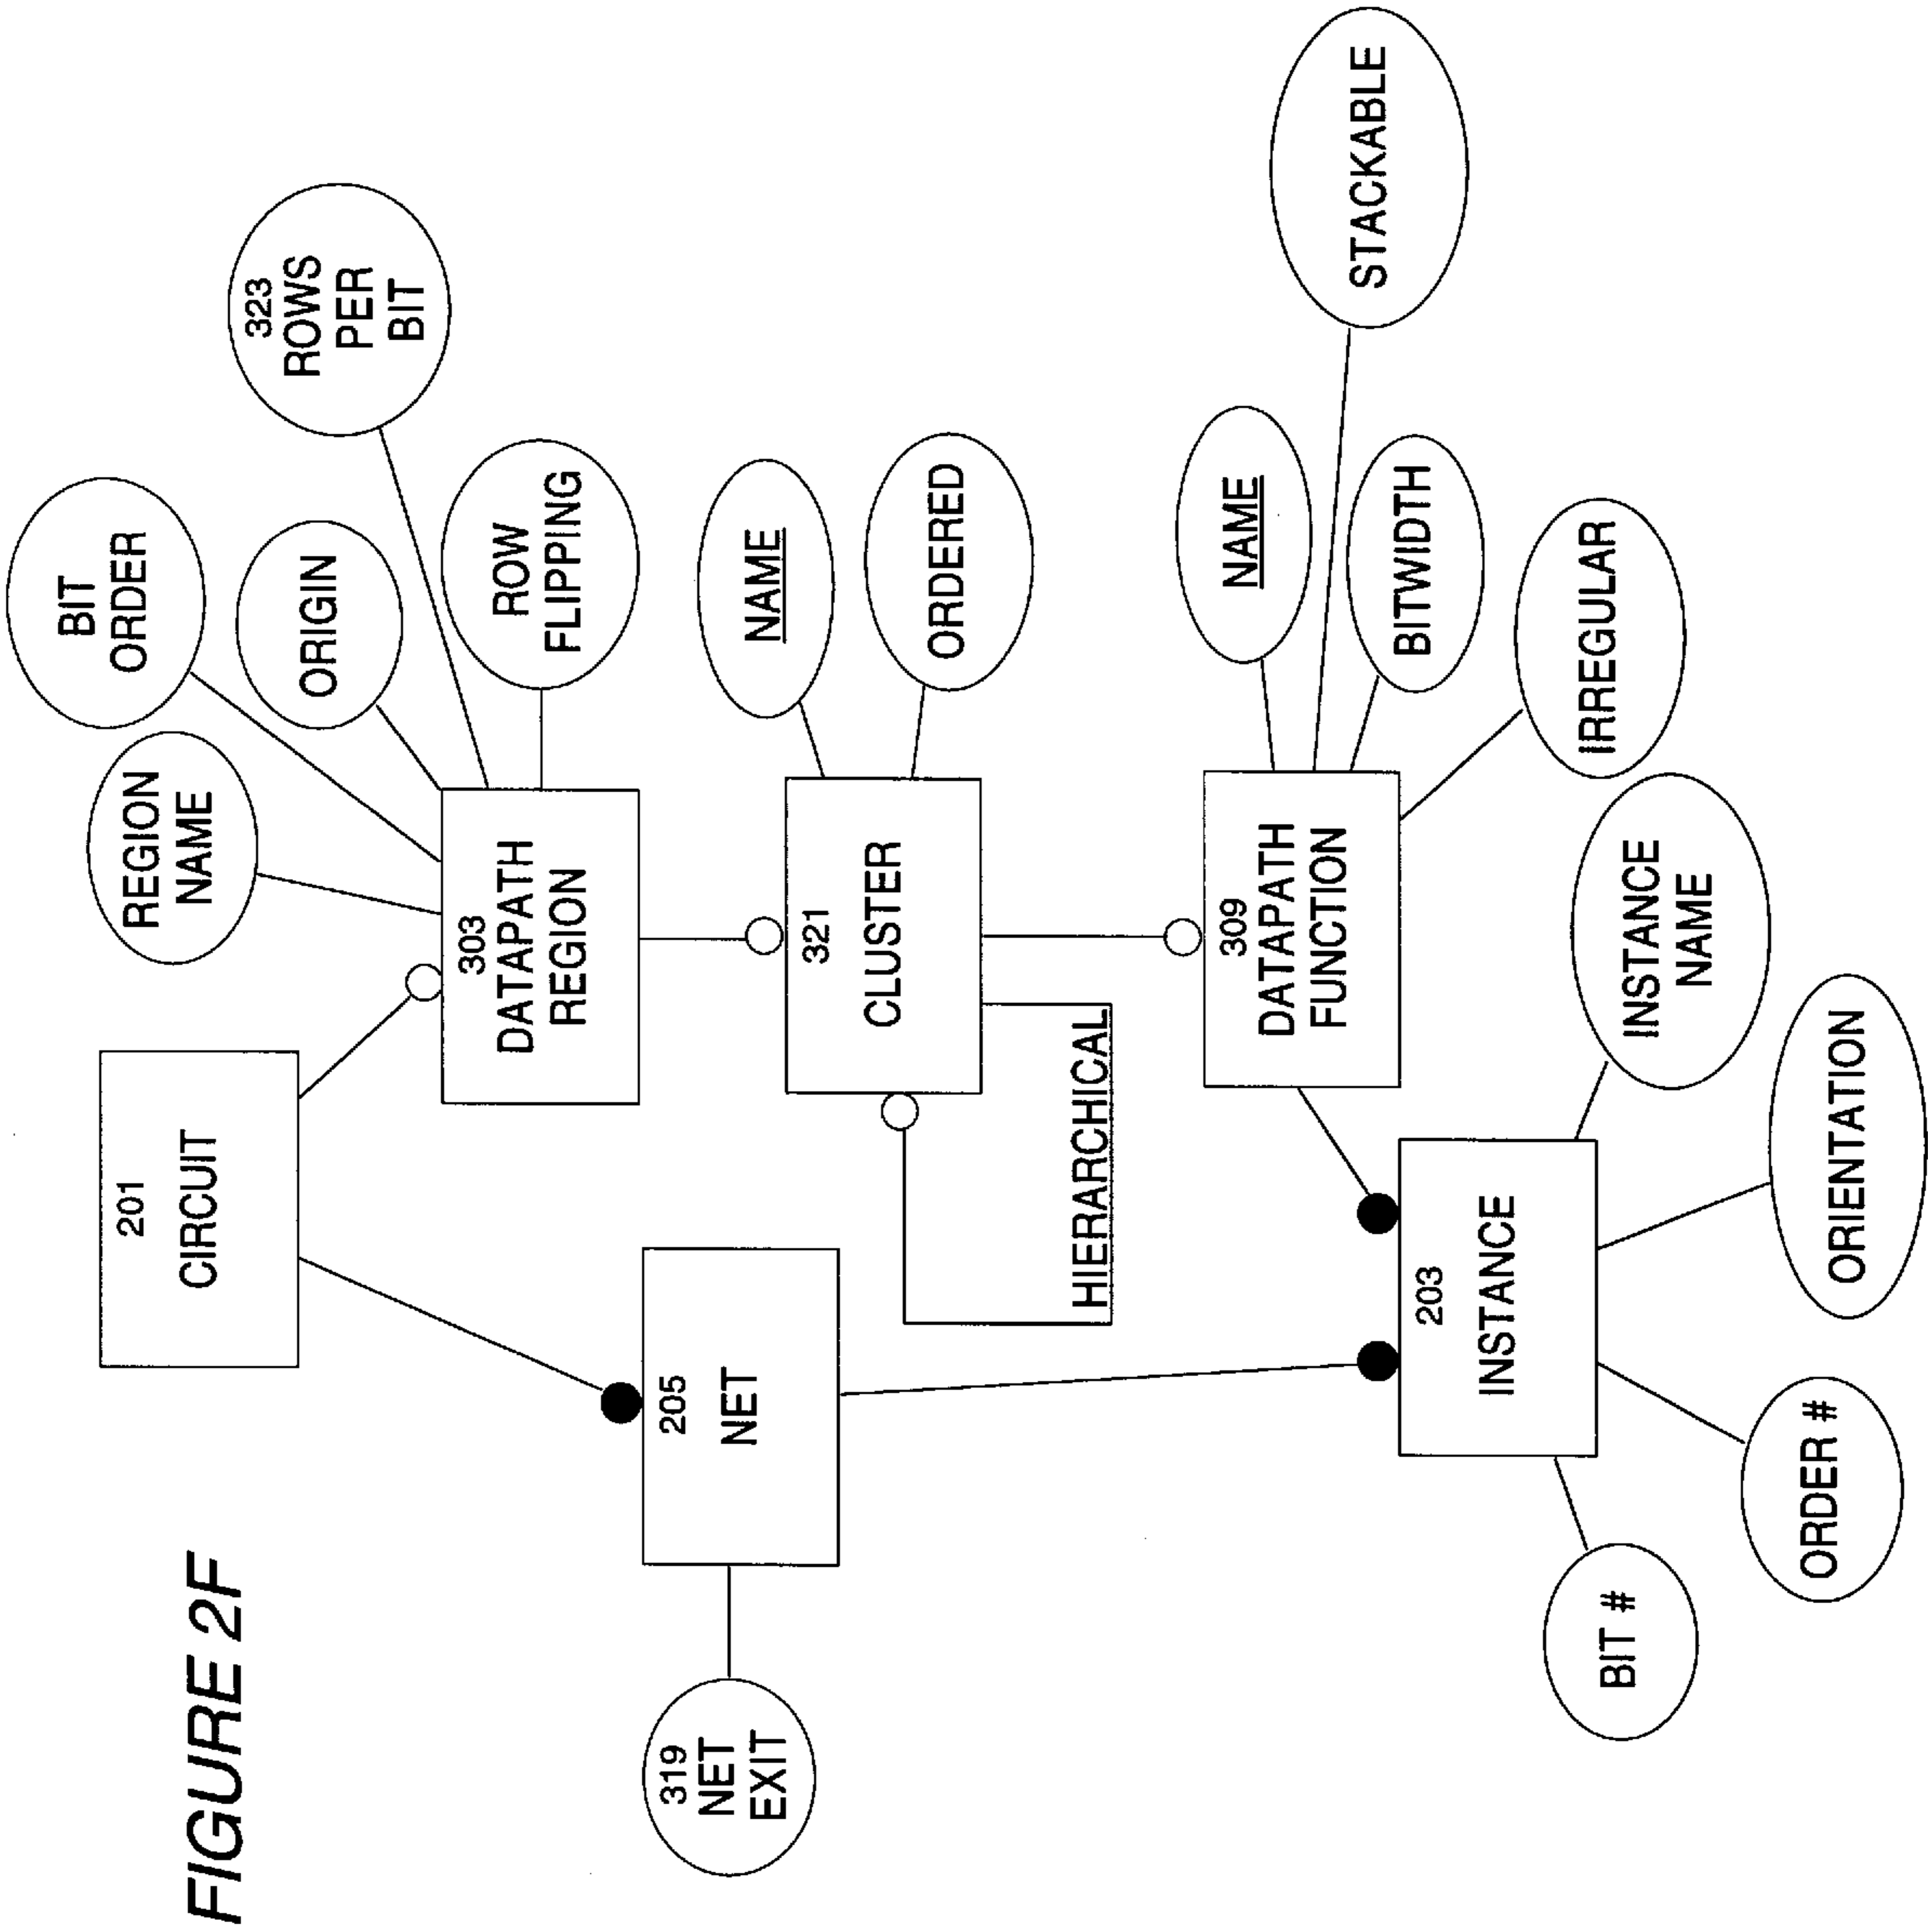 FIGURE 2F
201
CIRCUIT
REGION
NAME
BIT
ORDER
ORIGIN
323
ROWS
PER
BIT
ROW
FLIPPING
303
DATAPATH
REGION
319
NET
EXIT
205
NET
321
CLUSTER
HIERARCHICAL
NAME
ORDERED
309
DATAPATH
FUNCTION
NAME
STACKABLE
BITWIDTH
IRREGULAR
203
INSTANCE
INSTANCE
NAME
ORIENTATION
ORDER #
BIT #